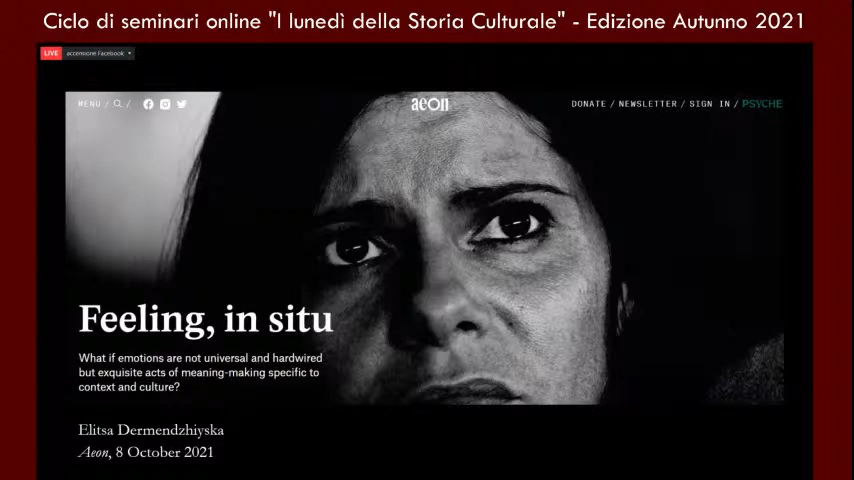 Ciclo di seminari online "I lunedì della Storia Culturale" - Edizione Autunno 2021
LIVE accensione Facebook
MENU / / aeon DONATE / NEWSLETTER / SIGN IN / PSYCHE
Feeling, in situ
What if emotions are not universal and hardwired
but exquisite acts of meaning-making specific to
context and culture?
Elitsa Dermendzhiyska
Aeon, 8 October 2021